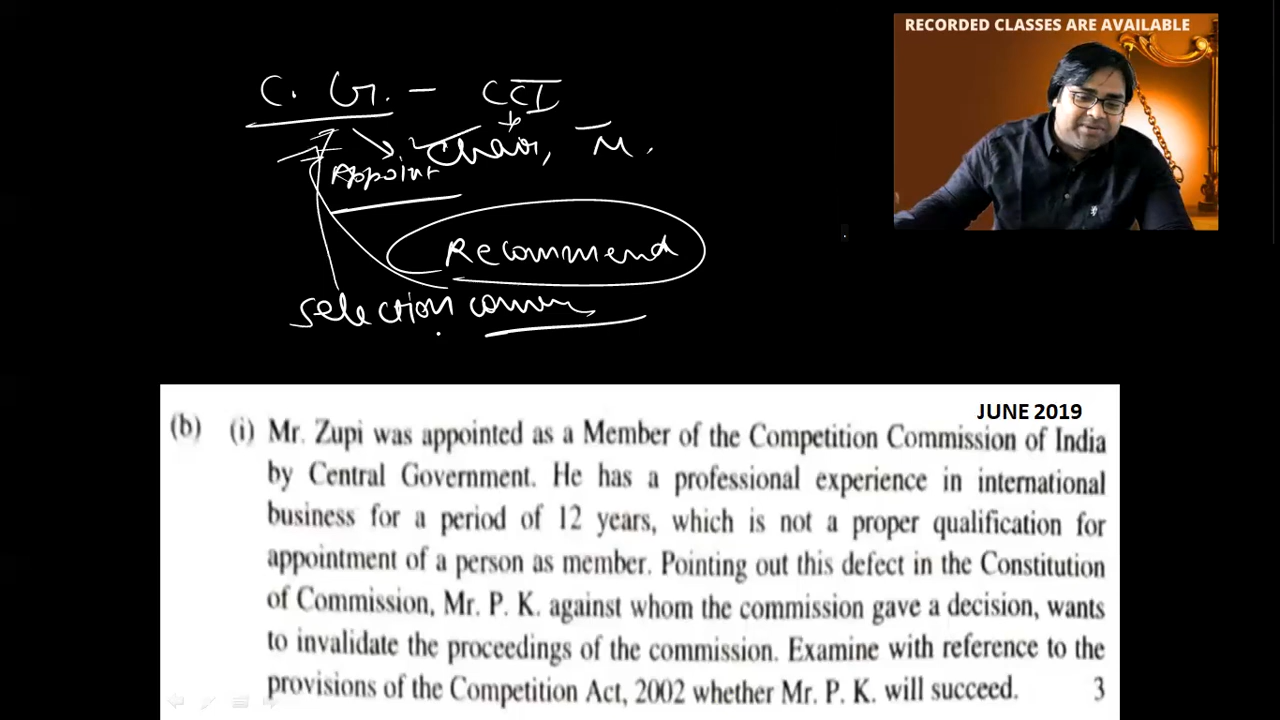 RECORDED CLASSES ARE AVAILABLE
C. Gr. - CCI
Chair, M.
Appoint
Recommend
selection
JUNE 2019
(b) (i) Mr. Zupi was appointed as a Member of the Competition Commission of India
by Central Government. He has a professional experience in international
business for a period of 12 years, which is not a proper qualification for
appointment of a person as member. Pointing out this defect in the Constitution
of Commission, Mr. P. K. against whom the commission gave a decision, wants
to invalidate the proceedings of the commission. Examine with reference to the
provisions of the Competition Act, 2002 whether Mr. P. K. will succeed. 3